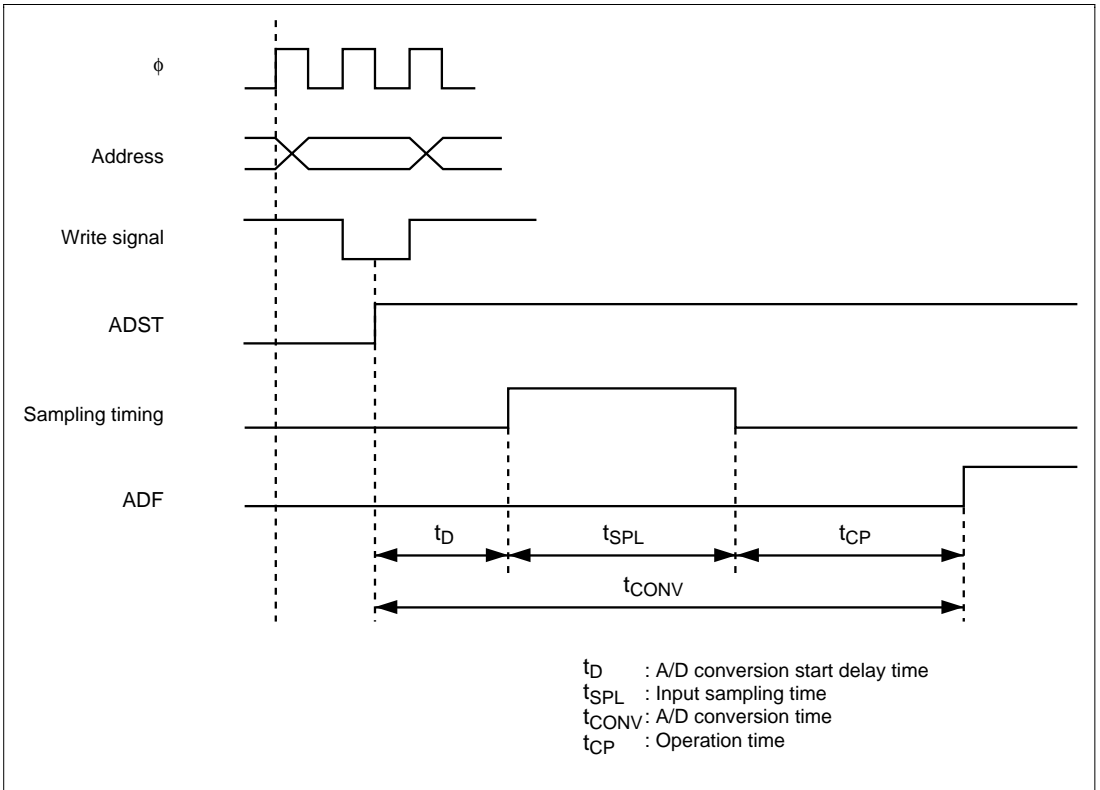 ϕ
Address
Write signal
ADST
Sampling timing
ADF
tD tSPL tCP
tCONV
tD : A/D conversion start delay time
tSPL : Input sampling time
tCONV : A/D conversion time
tCP : Operation time